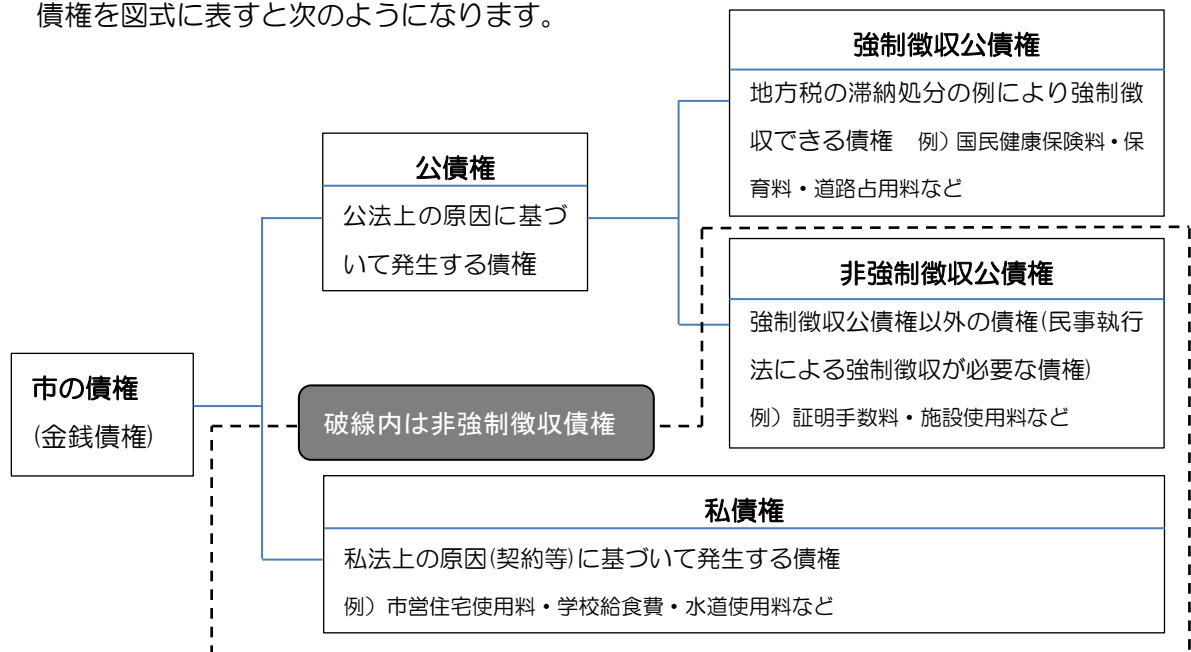 債権を図式に表すと次のようになります。
強制徴収公債権
地方税の滞納処分の例により強制徴
収できる債権　例）国民健康保険料・保
育料・道路占用料など
公債権
公法上の原因に基づ
いて発生する債権
非強制徴収公債権
強制徴収公債権以外の債権(民事執行
法による強制徴収が必要な債権)
例）証明手数料・施設使用料など
市の債権
(金銭債権)
破線内は非強制徴収債権
私債権
私法上の原因(契約等)に基づいて発生する債権
例）市営住宅使用料・学校給食費・水道使用料など